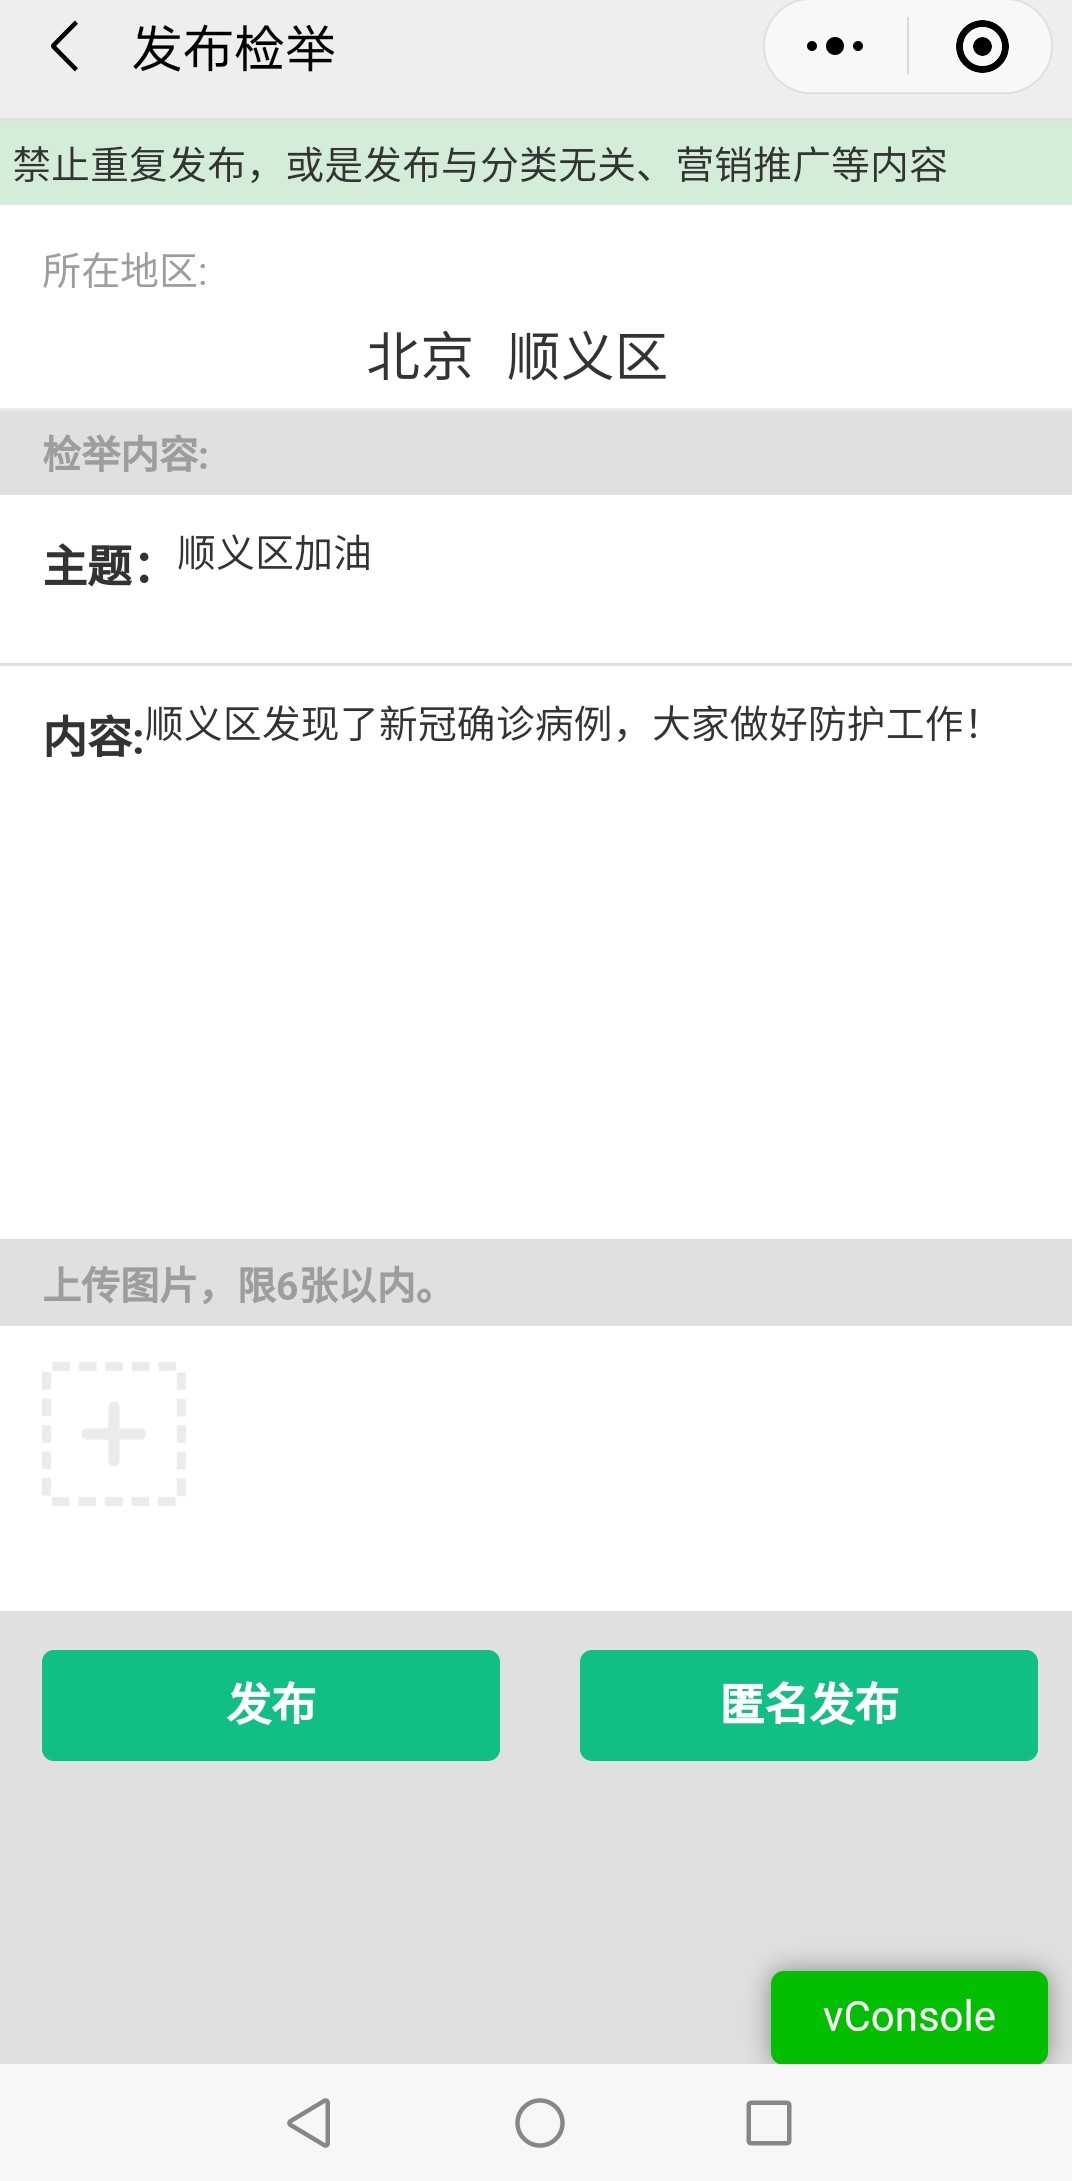 发布检举
禁止重复发布，或是发布与分类无关、营销推广等内容
所在地区:
北京 顺义区
检举内容:
主题：顺义区加油
内容:顺义区发现了新冠确诊病例，大家做好防护工作！
上传图片，限6张以内。
发布 匿名发布
vConsole